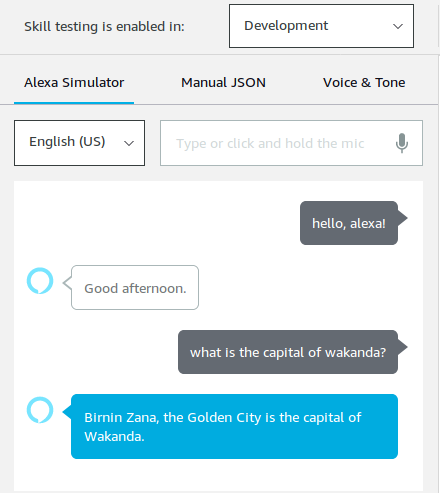 Skill testing is enabled in: Development
Alexa Simulator Manual JSON Voice & Tone
English (US) Type or click and hold the mic
hello, alexa!
Good afternoon.
what is the capital of wakanda?
Birnin Zana, the Golden City is the capital of
Wakanda.